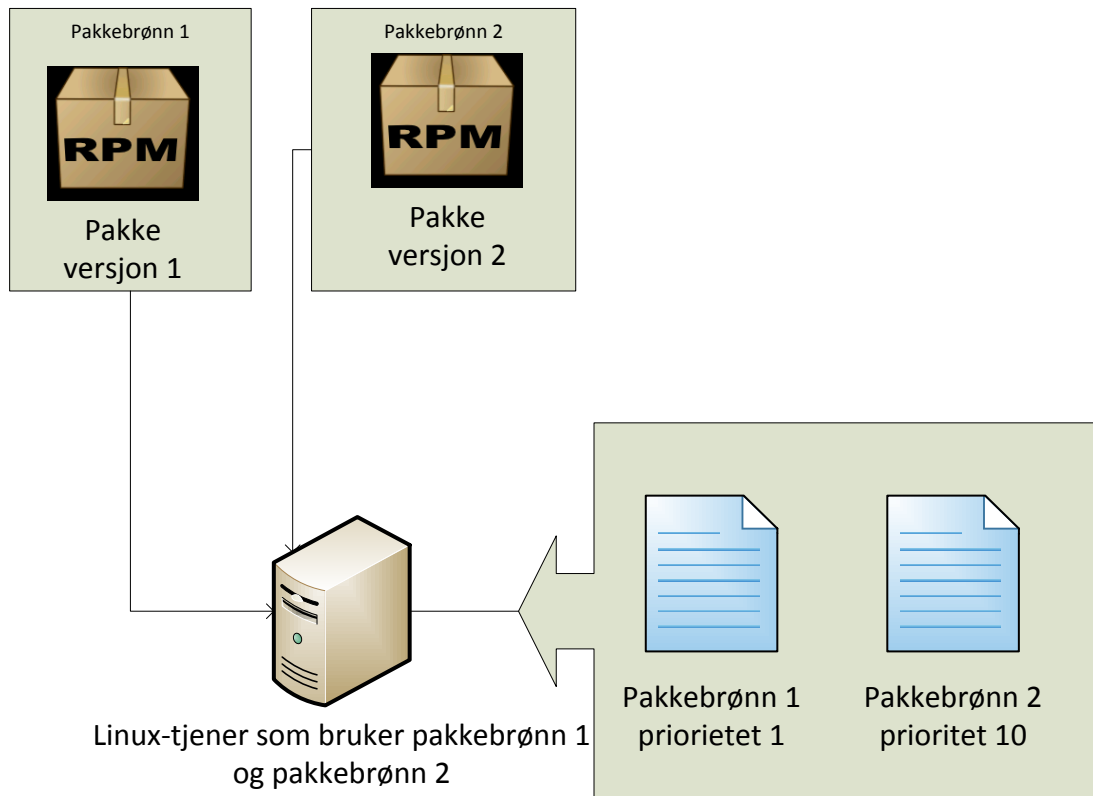 Pakkebrønn 1
RPM
Pakke
versjon 1
Pakkebrønn 2
RPM
Pakke
versjon 2
Linux-tjener som bruker pakkebrønn 1
og pakkebrønn 2
Pakkebrønn 1
priorietet 1
Pakkebrønn 2
prioritet 10